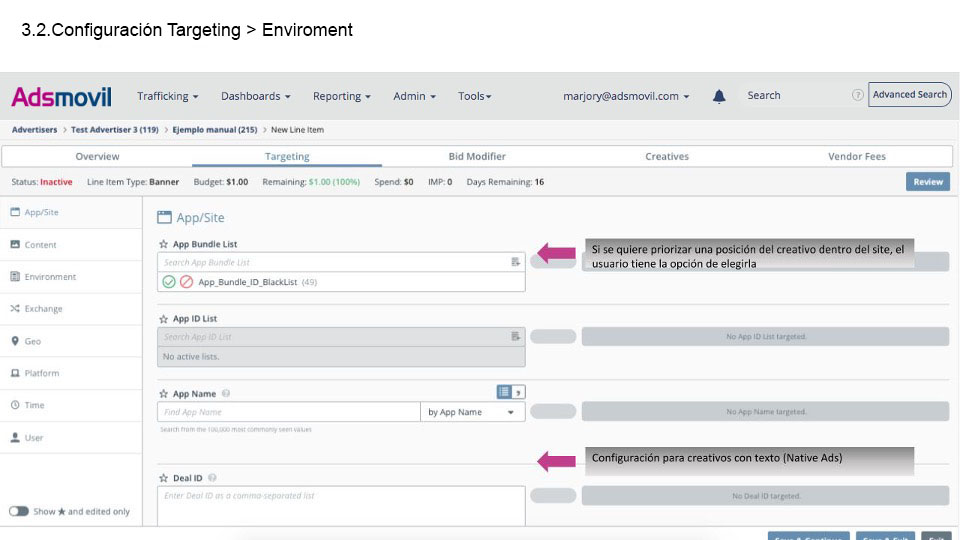 3.2.Configuración Targeting > Enviroment
Adsmovil Trafficking Dashboards Reporting Admin Tools marjory@adsmovil.com Search ? Advanced Search
Advertisers > Test Advertiser 3 (119) > Ejemplo manual (215) > New Line Item
Overview Targeting Bid Modifier Creatives Vendor Fees
Status: Inactive Line Item Type: Banner Budget: $1.00 Remaining: $1.00 (100%) Spend: $0 IMP: 0 Days Remaining: 16 Review
App/Site
Content
Environment
Exchange
Geo
Platform
Time
User
Show ★ and edited only
App/Site
App Bundle List
Search App Bundle List
App_Bundle_ID_BlackList (49)
Si se quiere priorizar una posición del creativo dentro del site, el
usuario tiene la opción de elegirla
App ID List
Search App ID List
No active lists.
No App ID List targeted.
App Name ?
Find App Name by App Name
No App Name targeted.
Search from the 100,000 most commonly seen values
Configuración para creativos con texto (Native Ads)
Deal ID ?
Enter Deal ID as a comma-separated list
No Deal ID targeted.
Save & Continue Save & Exit Exit